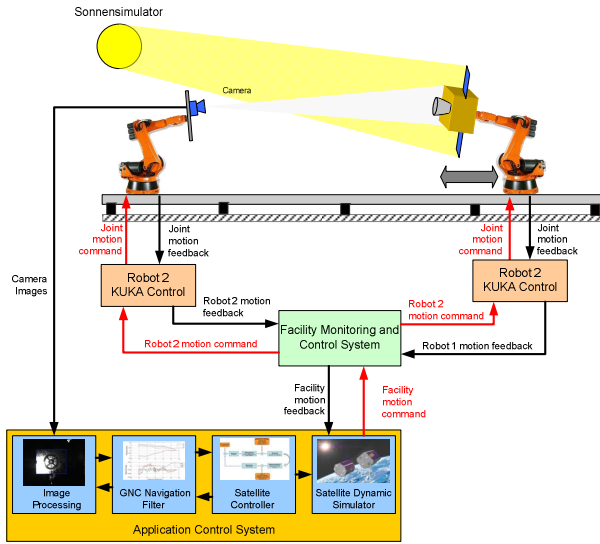 Sonnensimulator
Camera
Joint
motion
command
Joint
motion
feedback
Joint
motion
command
Joint
motion
feedback
Camera
Images
Robot 2
KUKA Control
Robot 2
KUKA Control
Robot 2 motion
feedback
Robot 2
motion command
Facility Monitoring and
Control System
Robot 2 motion command
Robot 1 motion feedback
Facility
motion
feedback
Facility
motion
command
Image
Processing
GNC Navigation
Filter
Satellite
Controller
Satellite Dynamic
Simulator
Application Control System